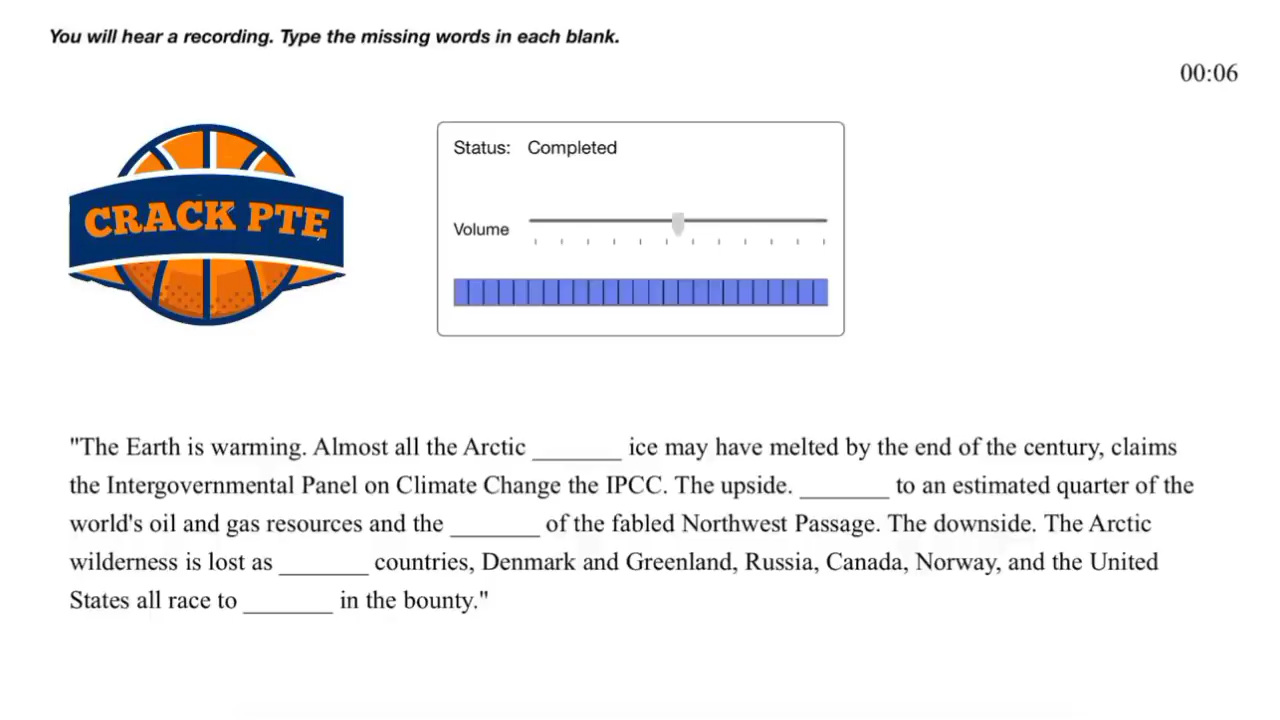 You will hear a recording. Type the missing words in each blank.
00:06
CRACK PTE
Status: Completed
Volume
"The Earth is warming. Almost all the Arctic _______ ice may have melted by the end of the century, claims
the Intergovernmental Panel on Climate Change the IPCC. The upside. _______ to an estimated quarter of the
world's oil and gas resources and the _______ of the fabled Northwest Passage. The downside. The Arctic
wilderness is lost as _______ countries, Denmark and Greenland, Russia, Canada, Norway, and the United
States all race to _______ in the bounty."